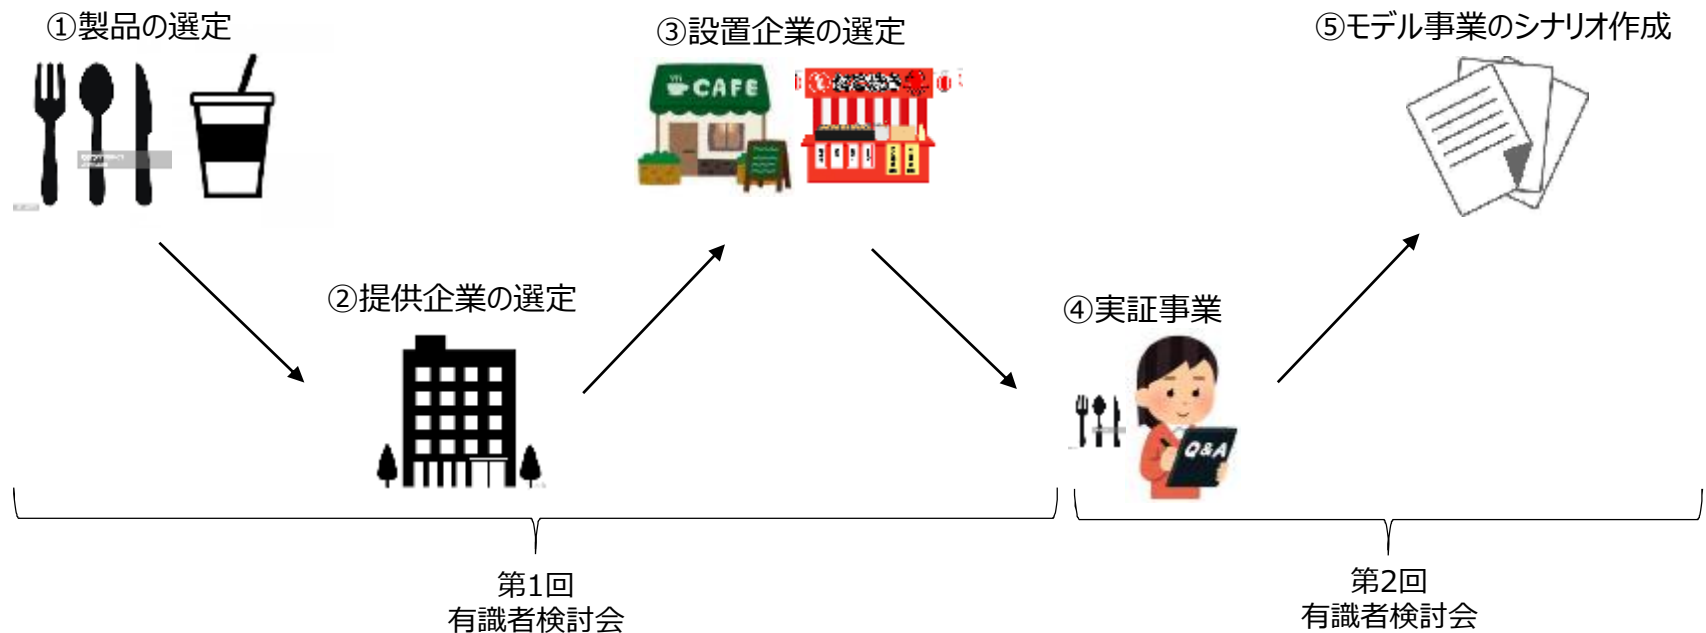 ①製品の選定
③設置企業の選定
⑤モデル事業のシナリオ作成
CAFE
②提供企業の選定
④実証事業
Q&A
第1回
有識者検討会
第2回
有識者検討会